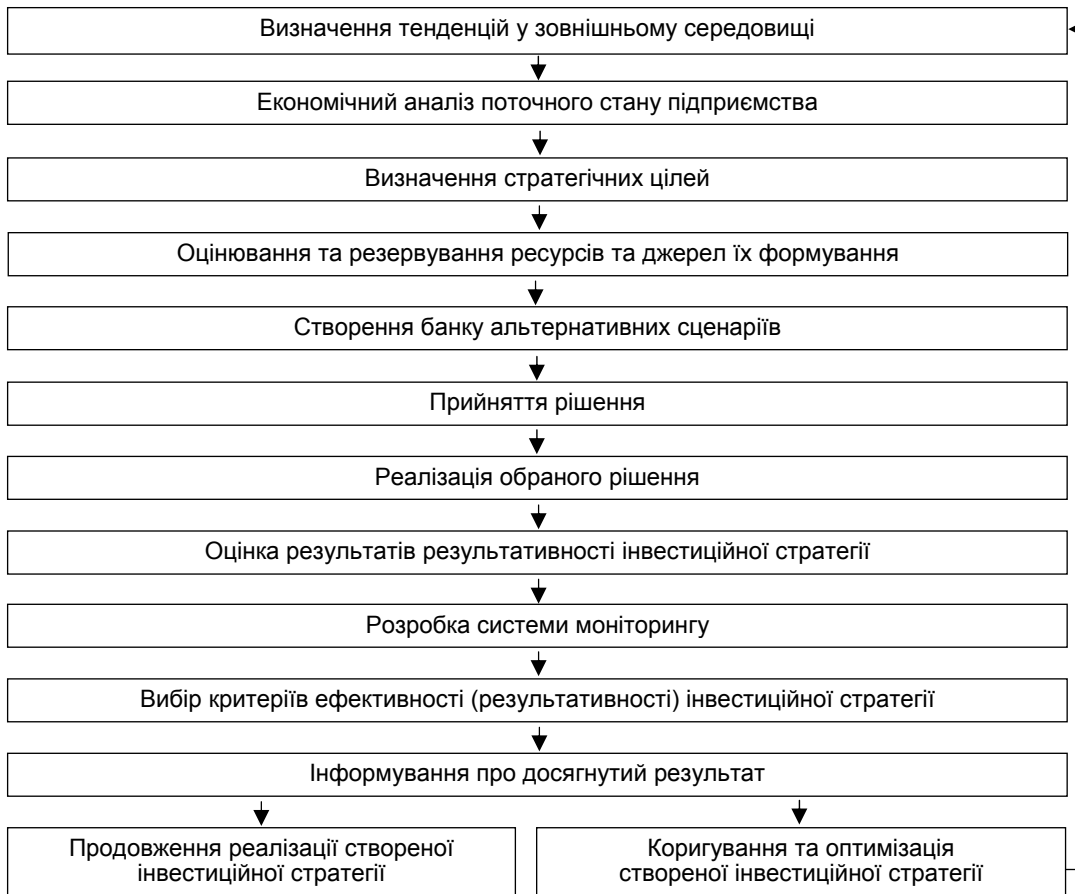 Визначення тенденцій у зовнішньому середовищі
Економічний аналіз поточного стану підприємства
Визначення стратегічних цілей
Оцінювання та резервування ресурсів та джерел їх формування
Створення банку альтернативних сценаріїв
Прийняття рішення
Реалізація обраного рішення
Оцінка результатів результативності інвестиційної стратегії
Розробка системи моніторингу
Вибір критеріїв ефективності (результативності) інвестиційної стратегії
Інформування про досягнутий результат
Продовження реалізації створеної
інвестиційної стратегії
Коригування та оптимізація
створеної інвестиційної стратегії